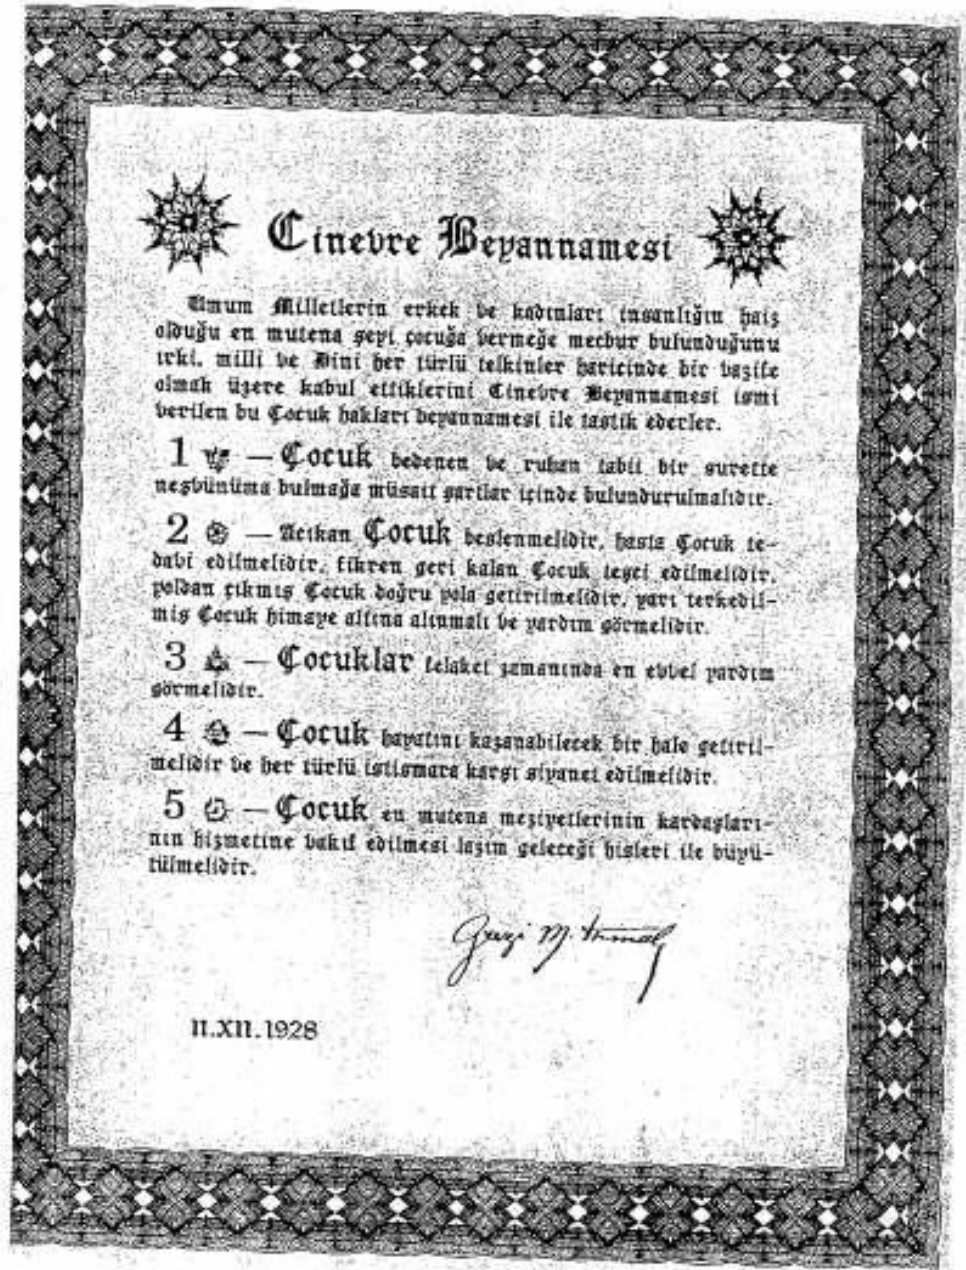 Cinevre Beyannamesi
Umum Milletlerin erkek ve kadınları insanlığın haiz
olduğu en mutena şeyi çocuğa vermeğe mecbur bulunduğunu
ırki, milli ve Dini her türlü telkinler haricinde bir vazife
olmak üzere kabul ettiklerini Cinevre Beyannamesi ismi
verilen bu Çocuk hakları beyannamesi ile tastik ederler.
1 — Çocuk bedenen ve ruhan tabii bir surette
neşvünüma bulmağa müsait şartlar içinde bulundurulmalıdır.
2 — Acikan Çocuk beslenmelidir, hasta Çocuk te-
davi edilmelidir, fikren geri kalan Çocuk teşci edilmelidir,
yoldan çıkmış Çocuk doğru yola getirilmelidir, yarı terkedil-
miş Çocuk himaye altına alınmalı ve yardım görmelidir.
3 — Çocuklar felaket zamanında en evvel yardım
görmelidir.
4 — Çocuk hayatını kazanabilecek bir hale getiril-
melidir ve her türlü istismara karşı siyanet edilmelidir.
5 — Çocuk en mutena meziyetlerinin kardaşları-
nın hizmetine vakıf edilmesi lazım geleceği hisleri ile büyü-
tülmelidir.
Gazi M. Kemal
11.XII.1928